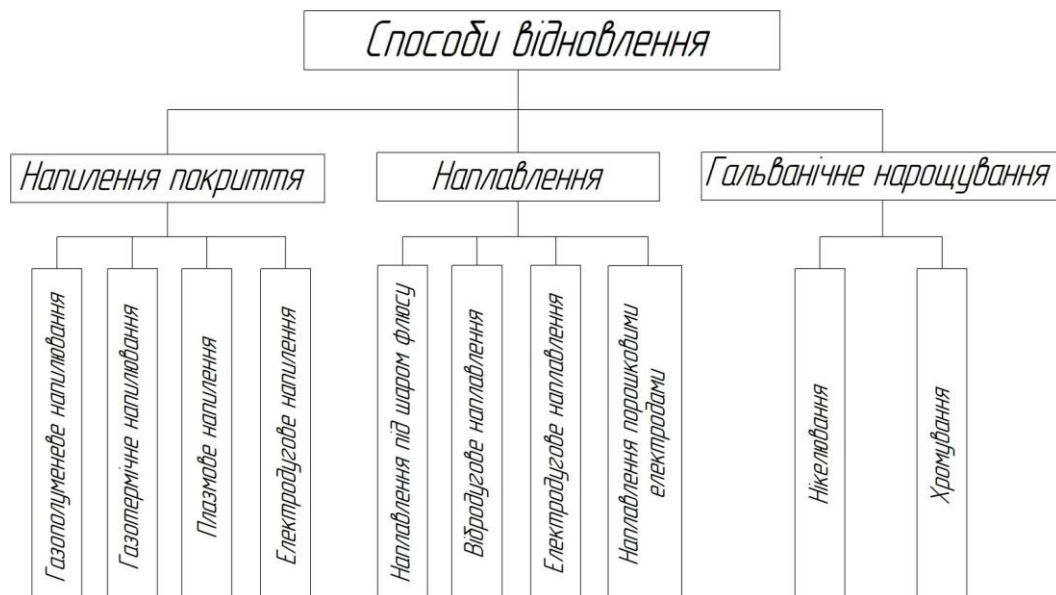 Способи відновлення
Напилення покриття
Наплавлення
Гальванічне нарощування
Газополуменеве напилювання
Газотермічне напилювання
Плазмове напилення
Електродугове напилення
Наплавлення під шаром флюсу
Вібродугове наплавлення
Електродугове наплавлення
Наплавлення порошковими
електродами
Нікелювання
Хромування